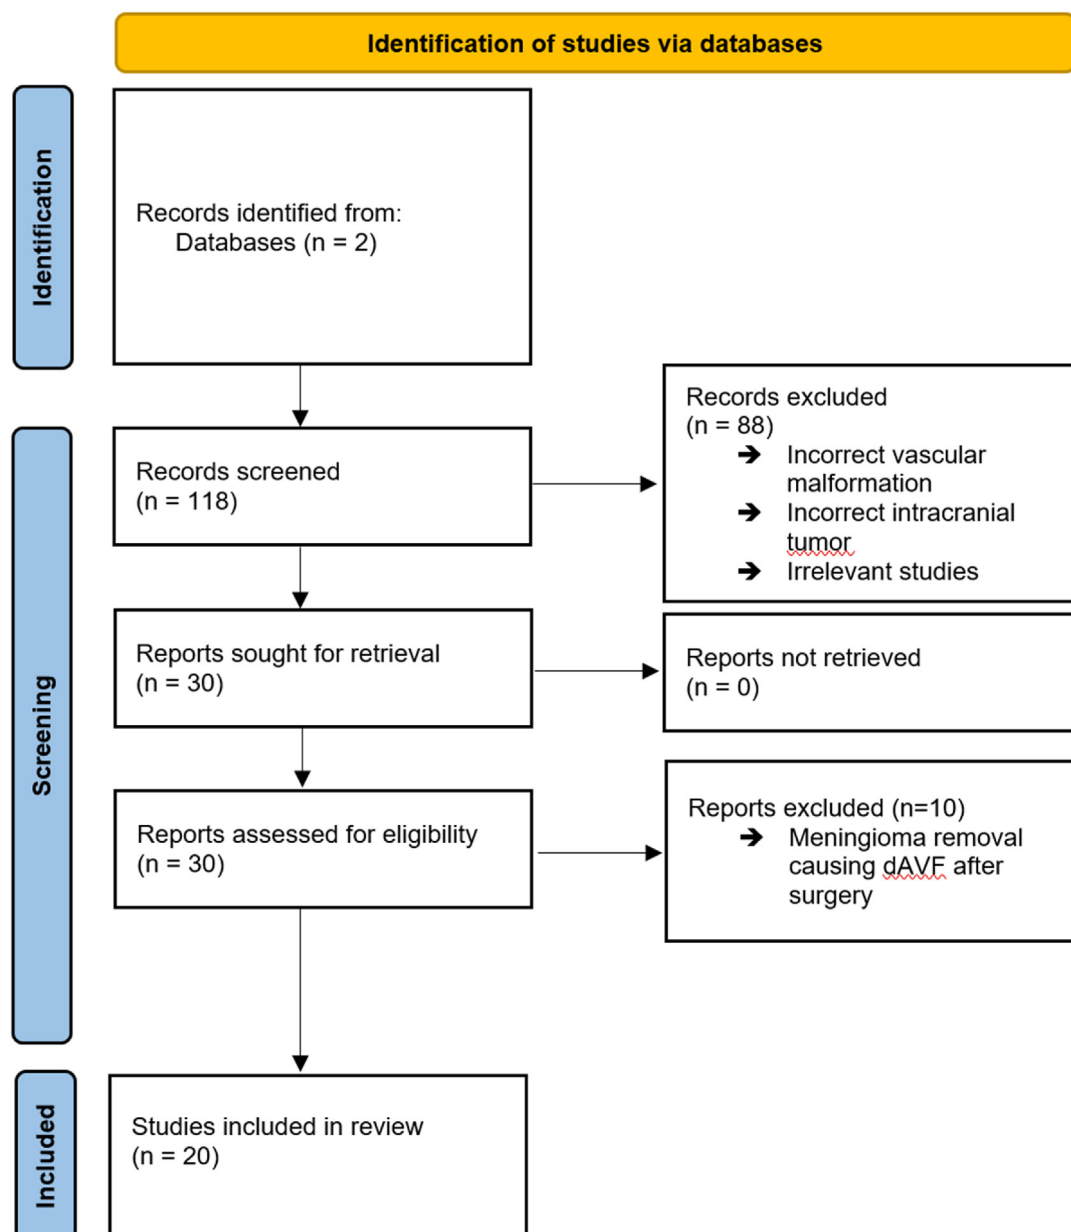 Identification of studies via databases
Identification
Records identified from:
Databases (n = 2)
Screening
Records screened
(n = 118)
Records excluded
(n = 88)
➔ Incorrect vascular
malformation
➔ Incorrect intracranial
tumor
➔ Irrelevant studies
Reports sought for retrieval
(n = 30)
Reports not retrieved
(n = 0)
Reports assessed for eligibility
(n = 30)
Reports excluded (n=10)
➔ Meningioma removal
causing dAVF after
surgery
Included
Studies included in review
(n = 20)